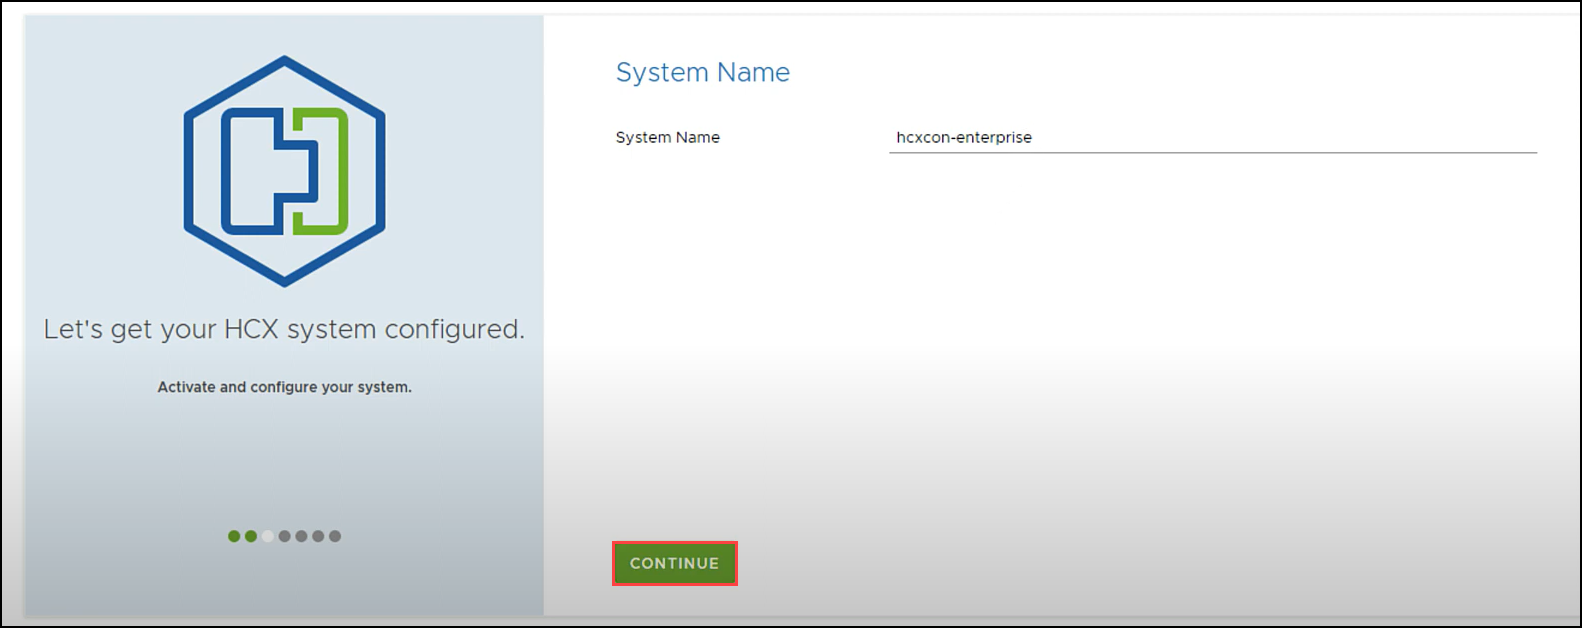 System Name
System Name
hcxcon-enterprise
Let's get your HCX system configured.
Activate and configure your system.
CONTINUE